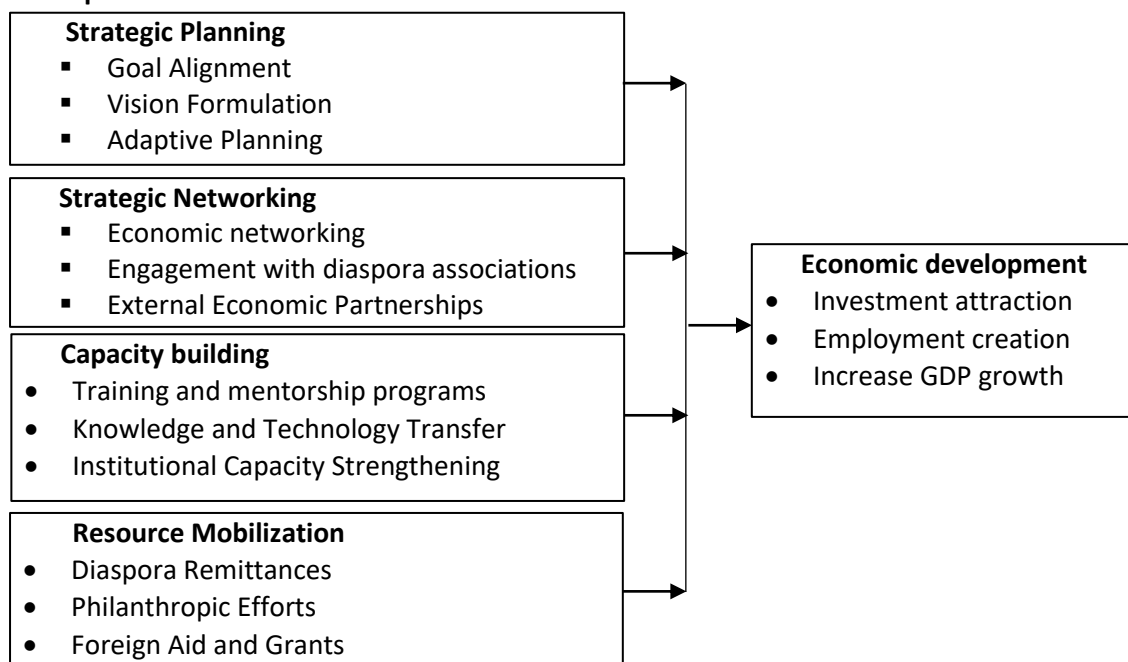 Strategic Planning
▪ Goal Alignment
▪ Vision Formulation
▪ Adaptive Planning
Strategic Networking
▪ Economic networking
▪ Engagement with diaspora associations
▪ External Economic Partnerships
Capacity building
• Training and mentorship programs
• Knowledge and Technology Transfer
• Institutional Capacity Strengthening
Resource Mobilization
• Diaspora Remittances
• Philanthropic Efforts
• Foreign Aid and Grants
Economic development
• Investment attraction
• Employment creation
• Increase GDP growth